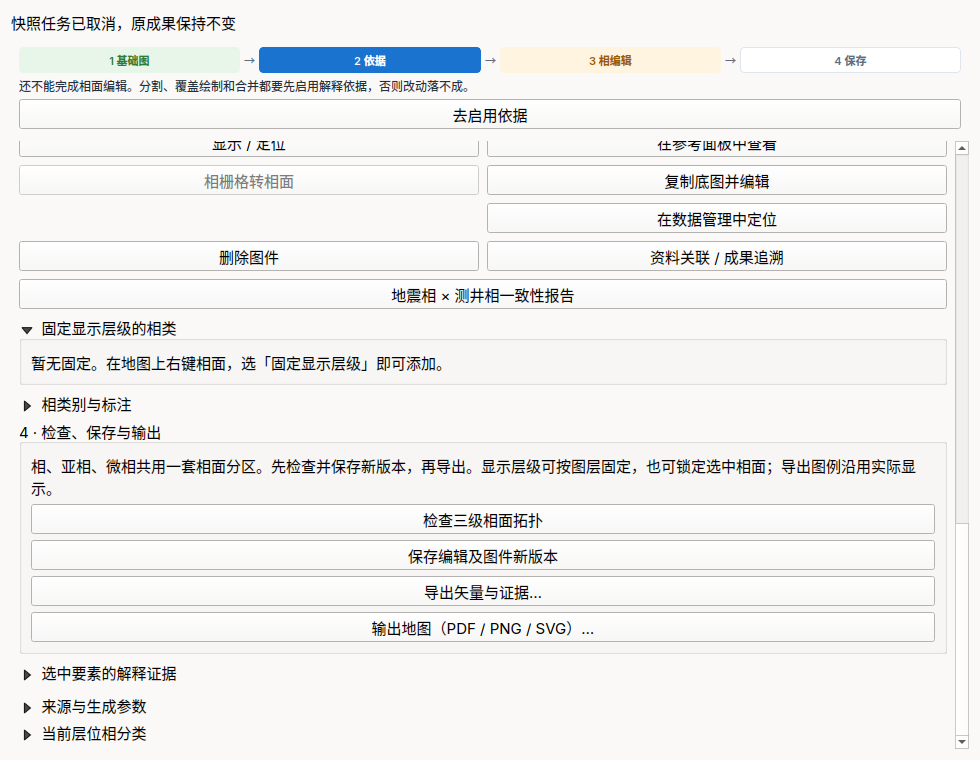 快照任务已取消，原成果保持不变
1 基础图 → 2 依据 → 3 相编辑 → 4 保存
还不能完成相面编辑。分割、覆盖绘制和合并都要先启用解释依据，否则改动落不成。
去启用依据
显示 / 定位 在参考面板中查看
相栅格转相面 复制底图并编辑
在数据管理中定位
删除图件 资料关联 / 成果追溯
地震相 × 测井相一致性报告
固定显示层级的相类
暂无固定。在地图上右键相面，选「固定显示层级」即可添加。
相类别与标注
4 · 检查、保存与输出
相、亚相、微相共用一套相面分区。先检查并保存新版本，再导出。显示层级可按图层固定，也可锁定选中相面；导出图例沿用实际显
示。
检查三级相面拓扑
保存编辑及图件新版本
导出矢量与证据...
输出地图（PDF / PNG / SVG）...
选中要素的解释证据
来源与生成参数
当前层位相分类